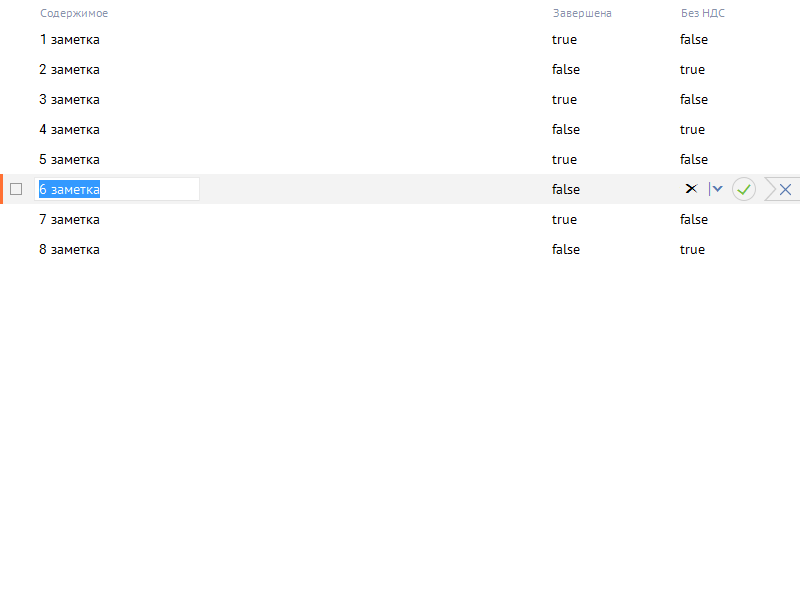 Содержимое Завершена Без НДС
1 заметка true false
2 заметка false true
3 заметка true false
4 заметка false true
5 заметка true false
6 заметка false
7 заметка true false
8 заметка false true